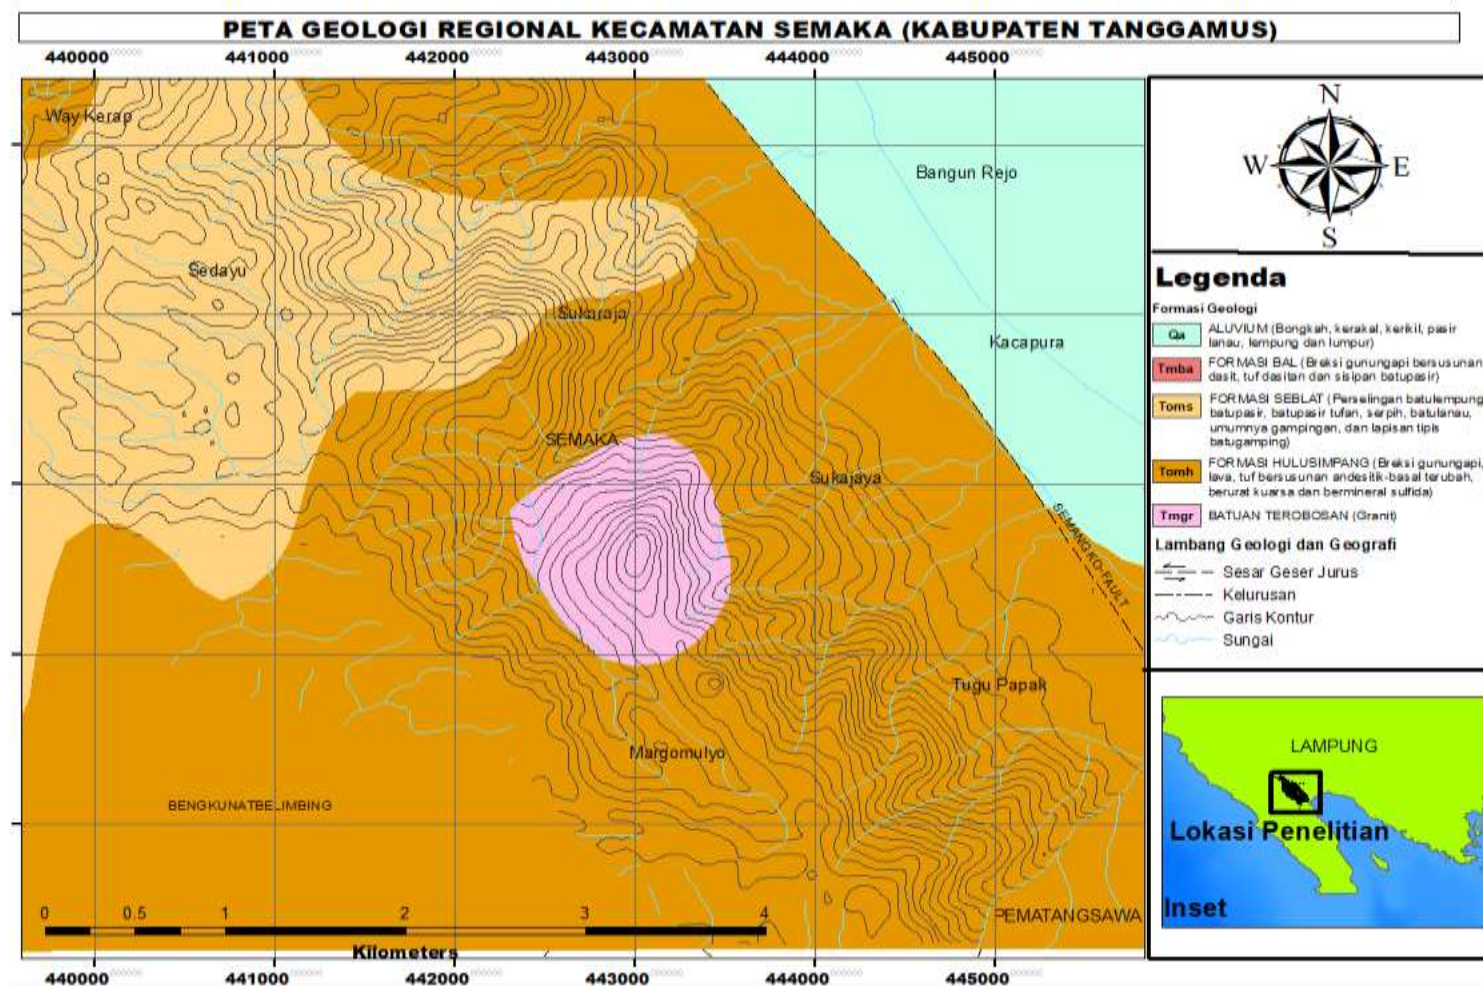 PETA GEOLOGI REGIONAL KECAMATAN SEMAKA (KABUPATEN TANGGAMUS)
440000 441000 442000 443000 444000 445000
Way Kerap
Bangun Rejo
Sedayu
Sukaraja
Kacapura
SEMAKA
Sukajaya
SEMANGKO FAULT
Tugu Papak
Margomulyo
BENGKUNATBELIMBING
PEMATANGSAWA
0 0.5 1 2 3 4
Kilometers
440000 441000 442000 443000 444000 445000
N
W E
S
Legenda
Formasi Geologi
Qa ALUVIUM (Bongkah, kerakal, kerikil, pasir
lanau, lempung dan lumpur)
Tmba FORMASI BAL (Breksi gunungapi bersusunan
dasit, tuf dasitan dan sisipan batupasir)
Toms FORMASI SEBLAT (Perselingan batulempung
batupasir, batupasir tufan, serpih, batulanau,
umumnya gampingan, dan lapisan tipis
batugamping)
Tomh FORMASI HULUSIMPANG (Breksi gunungapi,
lava, tuf bersusunan andesitik-basal terubah,
berurat kuarsa dan bermineral sulfida)
Tmgr BATUAN TEROBOSAN (Granit)
Lambang Geologi dan Geografi
Sesar Geser Jurus
Kelurusan
Garis Kontur
Sungai
LAMPUNG
Lokasi Penelitian
Inset